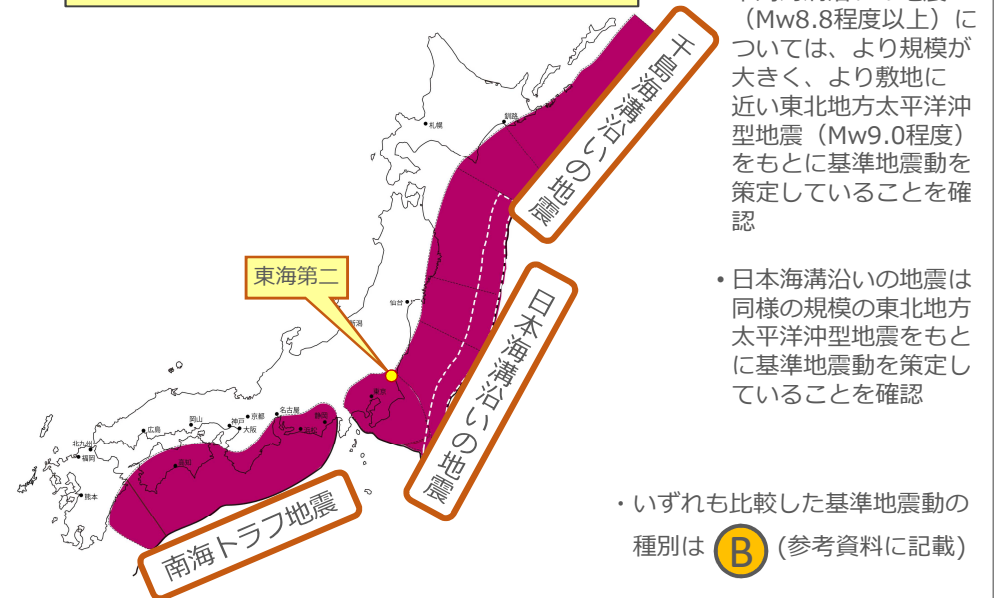 （Mw8.8程度以上）に
ついては、より規模が
大きく、より敷地に
近い東北地方太平洋沖
型地震（Mw9.0程度）
をもとに基準地震動を
策定していることを確
認
・日本海溝沿いの地震は
同様の規模の東北地方
太平洋沖型地震をもと
に基準地震動を策定し
ていることを確認
・いずれも比較した基準地震動の
種別は B (参考資料に記載)
千島海溝沿いの地震
日本海溝沿いの地震
南海トラフ地震
東海第二
札幌
釧路
仙台
新潟
東京
静岡
浜松
名古屋
京都
神戸
大阪
岡山
広島
高知
北九州
福岡
熊本